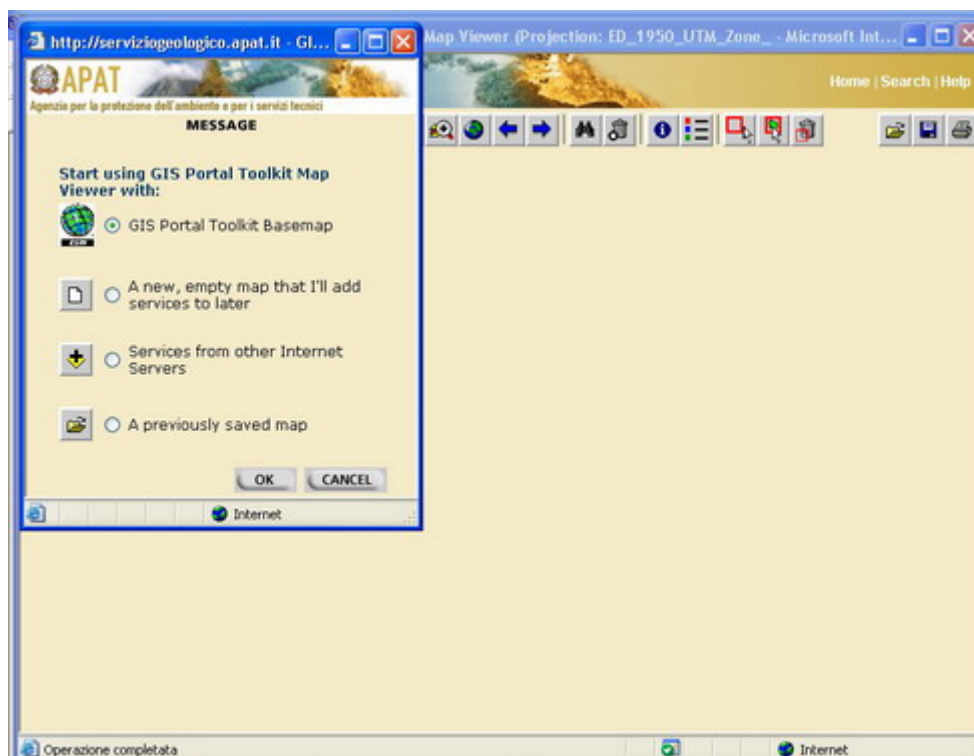 http://serviziogeologico.apat.it - GI...
Map Viewer (Projection: ED_1950_UTM_Zone_ - Microsoft Int...
APAT
Agenzia per la protezione dell'ambiente e per i servizi tecnici
Home | Search | Help
MESSAGE
Start using GIS Portal Toolkit Map
Viewer with:
GIS Portal Toolkit Basemap
A new, empty map that I'll add
services to later
Services from other Internet
Servers
A previously saved map
OK CANCEL
Internet
Operazione completata
Internet